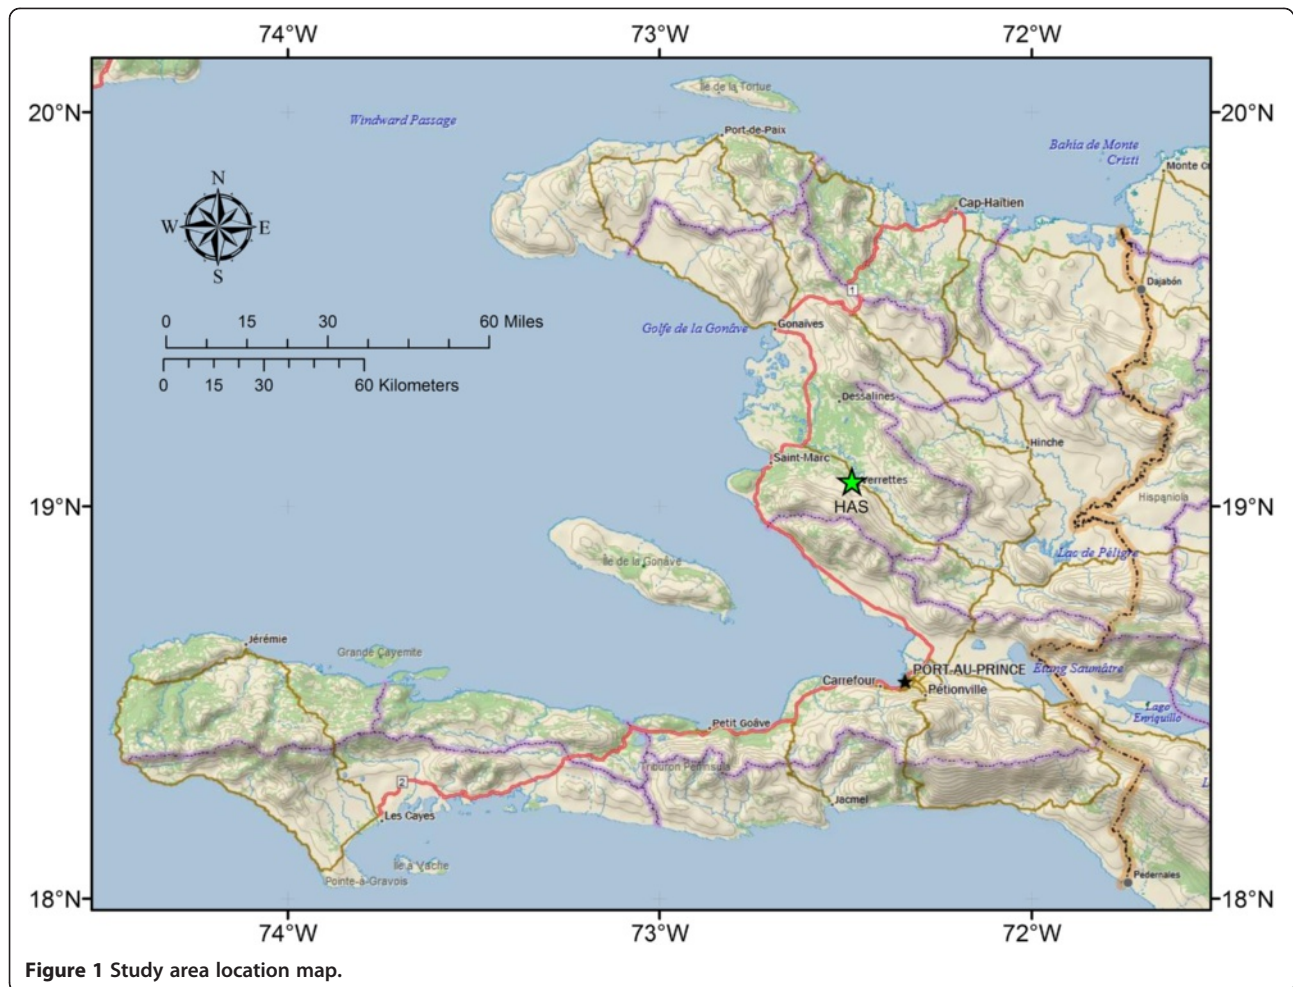 74°W 73°W 72°W
20°N 20°N
Île de la Tortue
Windward Passage
Port-de-Paix
Bahia de Monte
Cristi
Monte
N
W E
S
Cap-Haïtien
Dajabón
1
0 15 30 60 Miles
Golfe de la Gonâve
Gonaïves
0 15 30 60 Kilometers
Dessalines
Hinche
Saint-Marc
HAS
Hispaniola
19°N 19°N
Lac de Péligre
Île de la Gonâve
Jérémie
Grande Cayemite
PORT-AU-PRINCE
Etang Saumâtre
Carrefour
Pétionville
Lago
Enriquillo
Petit Goâve
Tiburon Peninsula
2
Jacmel
Les Cayes
Île à Vache
Pointe-à-Gravois
Pedernales
18°N 18°N
74°W 73°W 72°W
Figure 1 Study area location map.